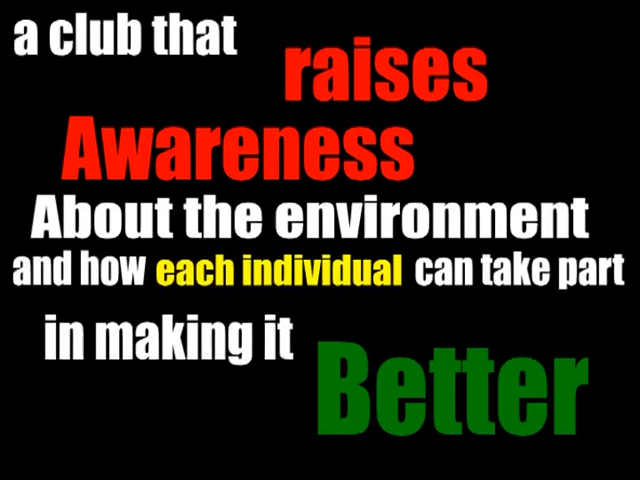 a club that
raises
Awareness
About the environment
and how each individual can take part
in making it
Better